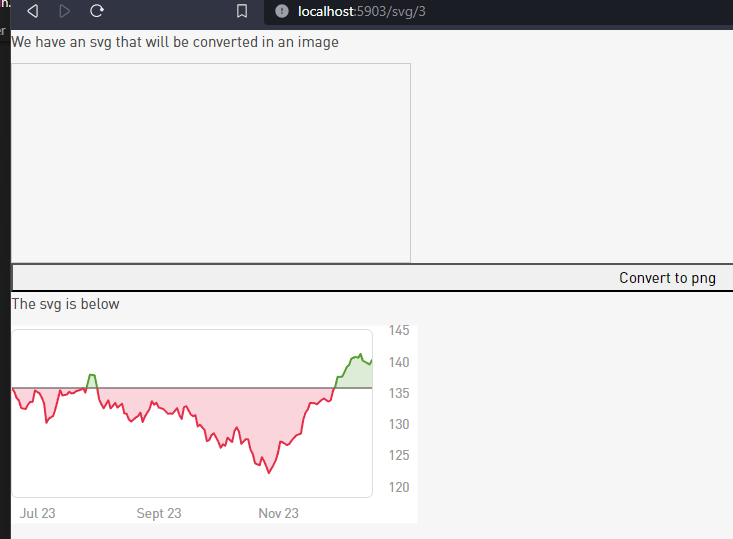 n.
er
localhost:5903/svg/3
We have an svg that will be converted in an image
Convert to png
The svg is below
145
140
135
130
125
120
Jul 23 Sept 23 Nov 23